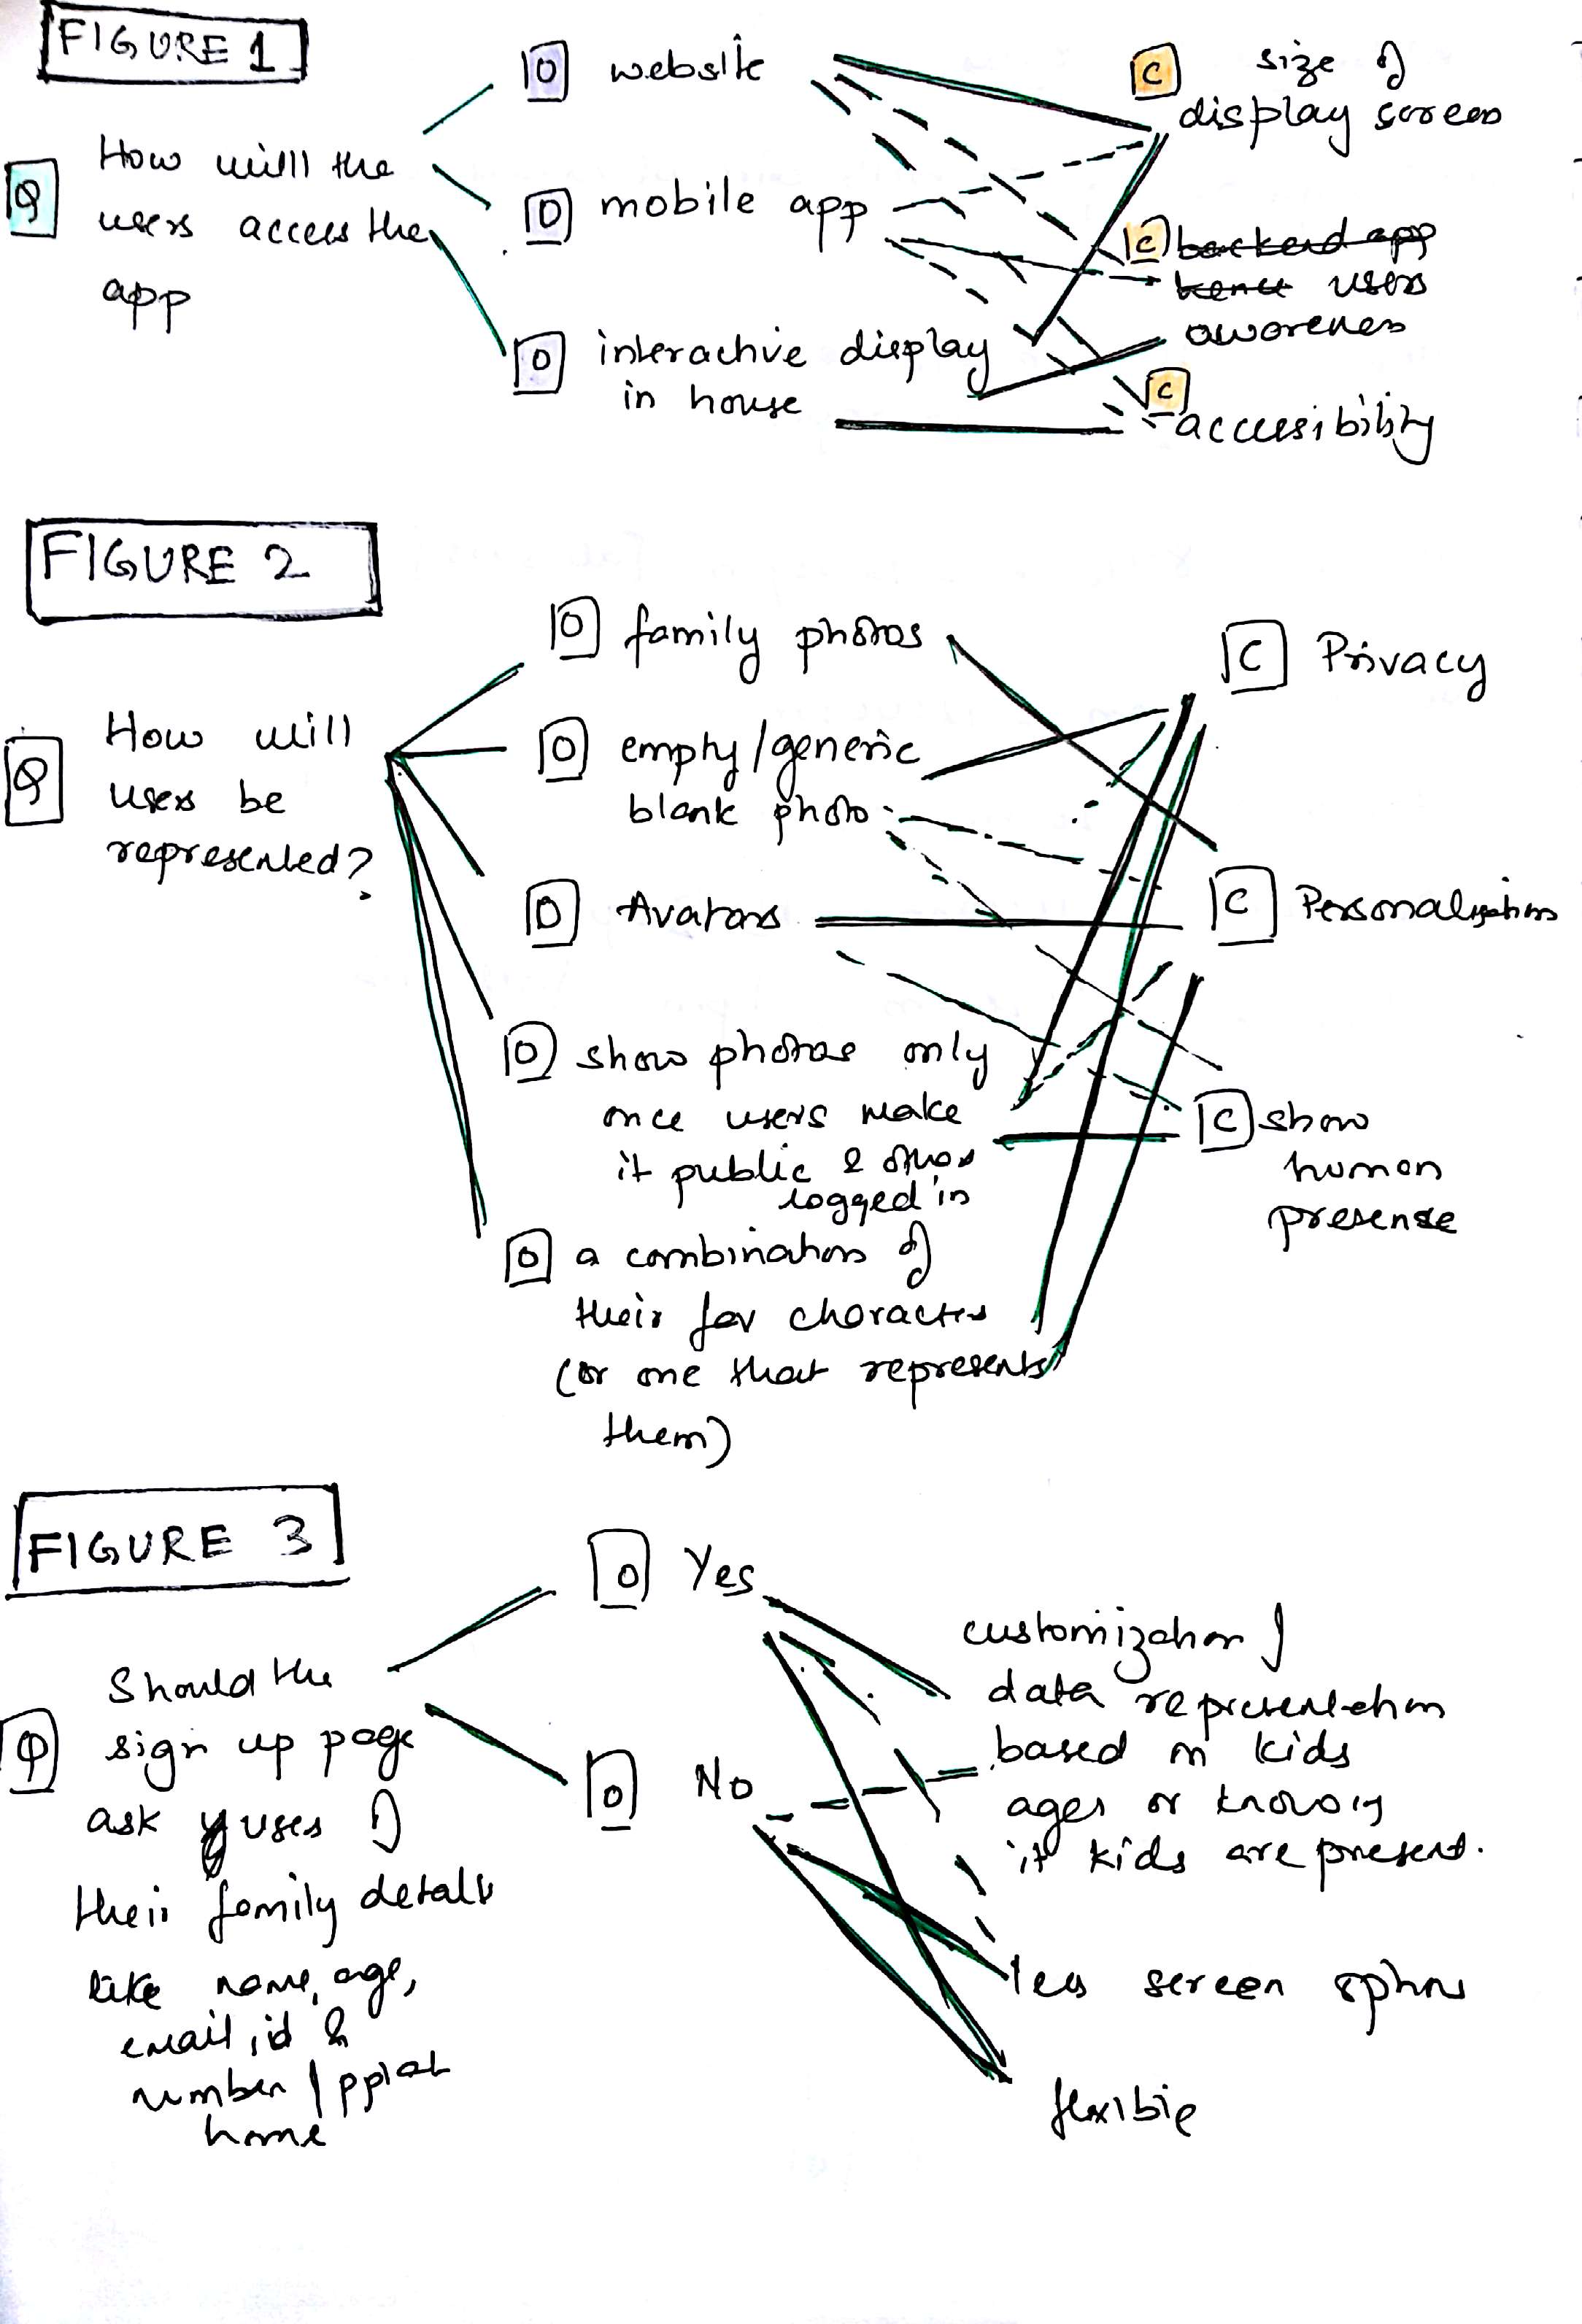 FIGURE 1
Q
How will the
users access the
app
O website
O mobile app
O interactive display
in house
C size of
display screen
C backend app
users
awareness
C
accessibility
FIGURE 2
Q
How will
users be
represented?
O family photos
O empty/generic
blank photo
O Avatars
O show photos only
once users make
it public &
logged in
O a combination of
their fav characters
(or one that represents
them)
C Privacy
C Personalization
C show
human
presense
FIGURE 3
Q
Should the
sign up page
ask users of
their family details
like name, age,
email, id &
number / ppl at
home
O Yes
O No
customization of
data representation
based on kids
ages or knowing
if kids are present.
less screen options
flexible